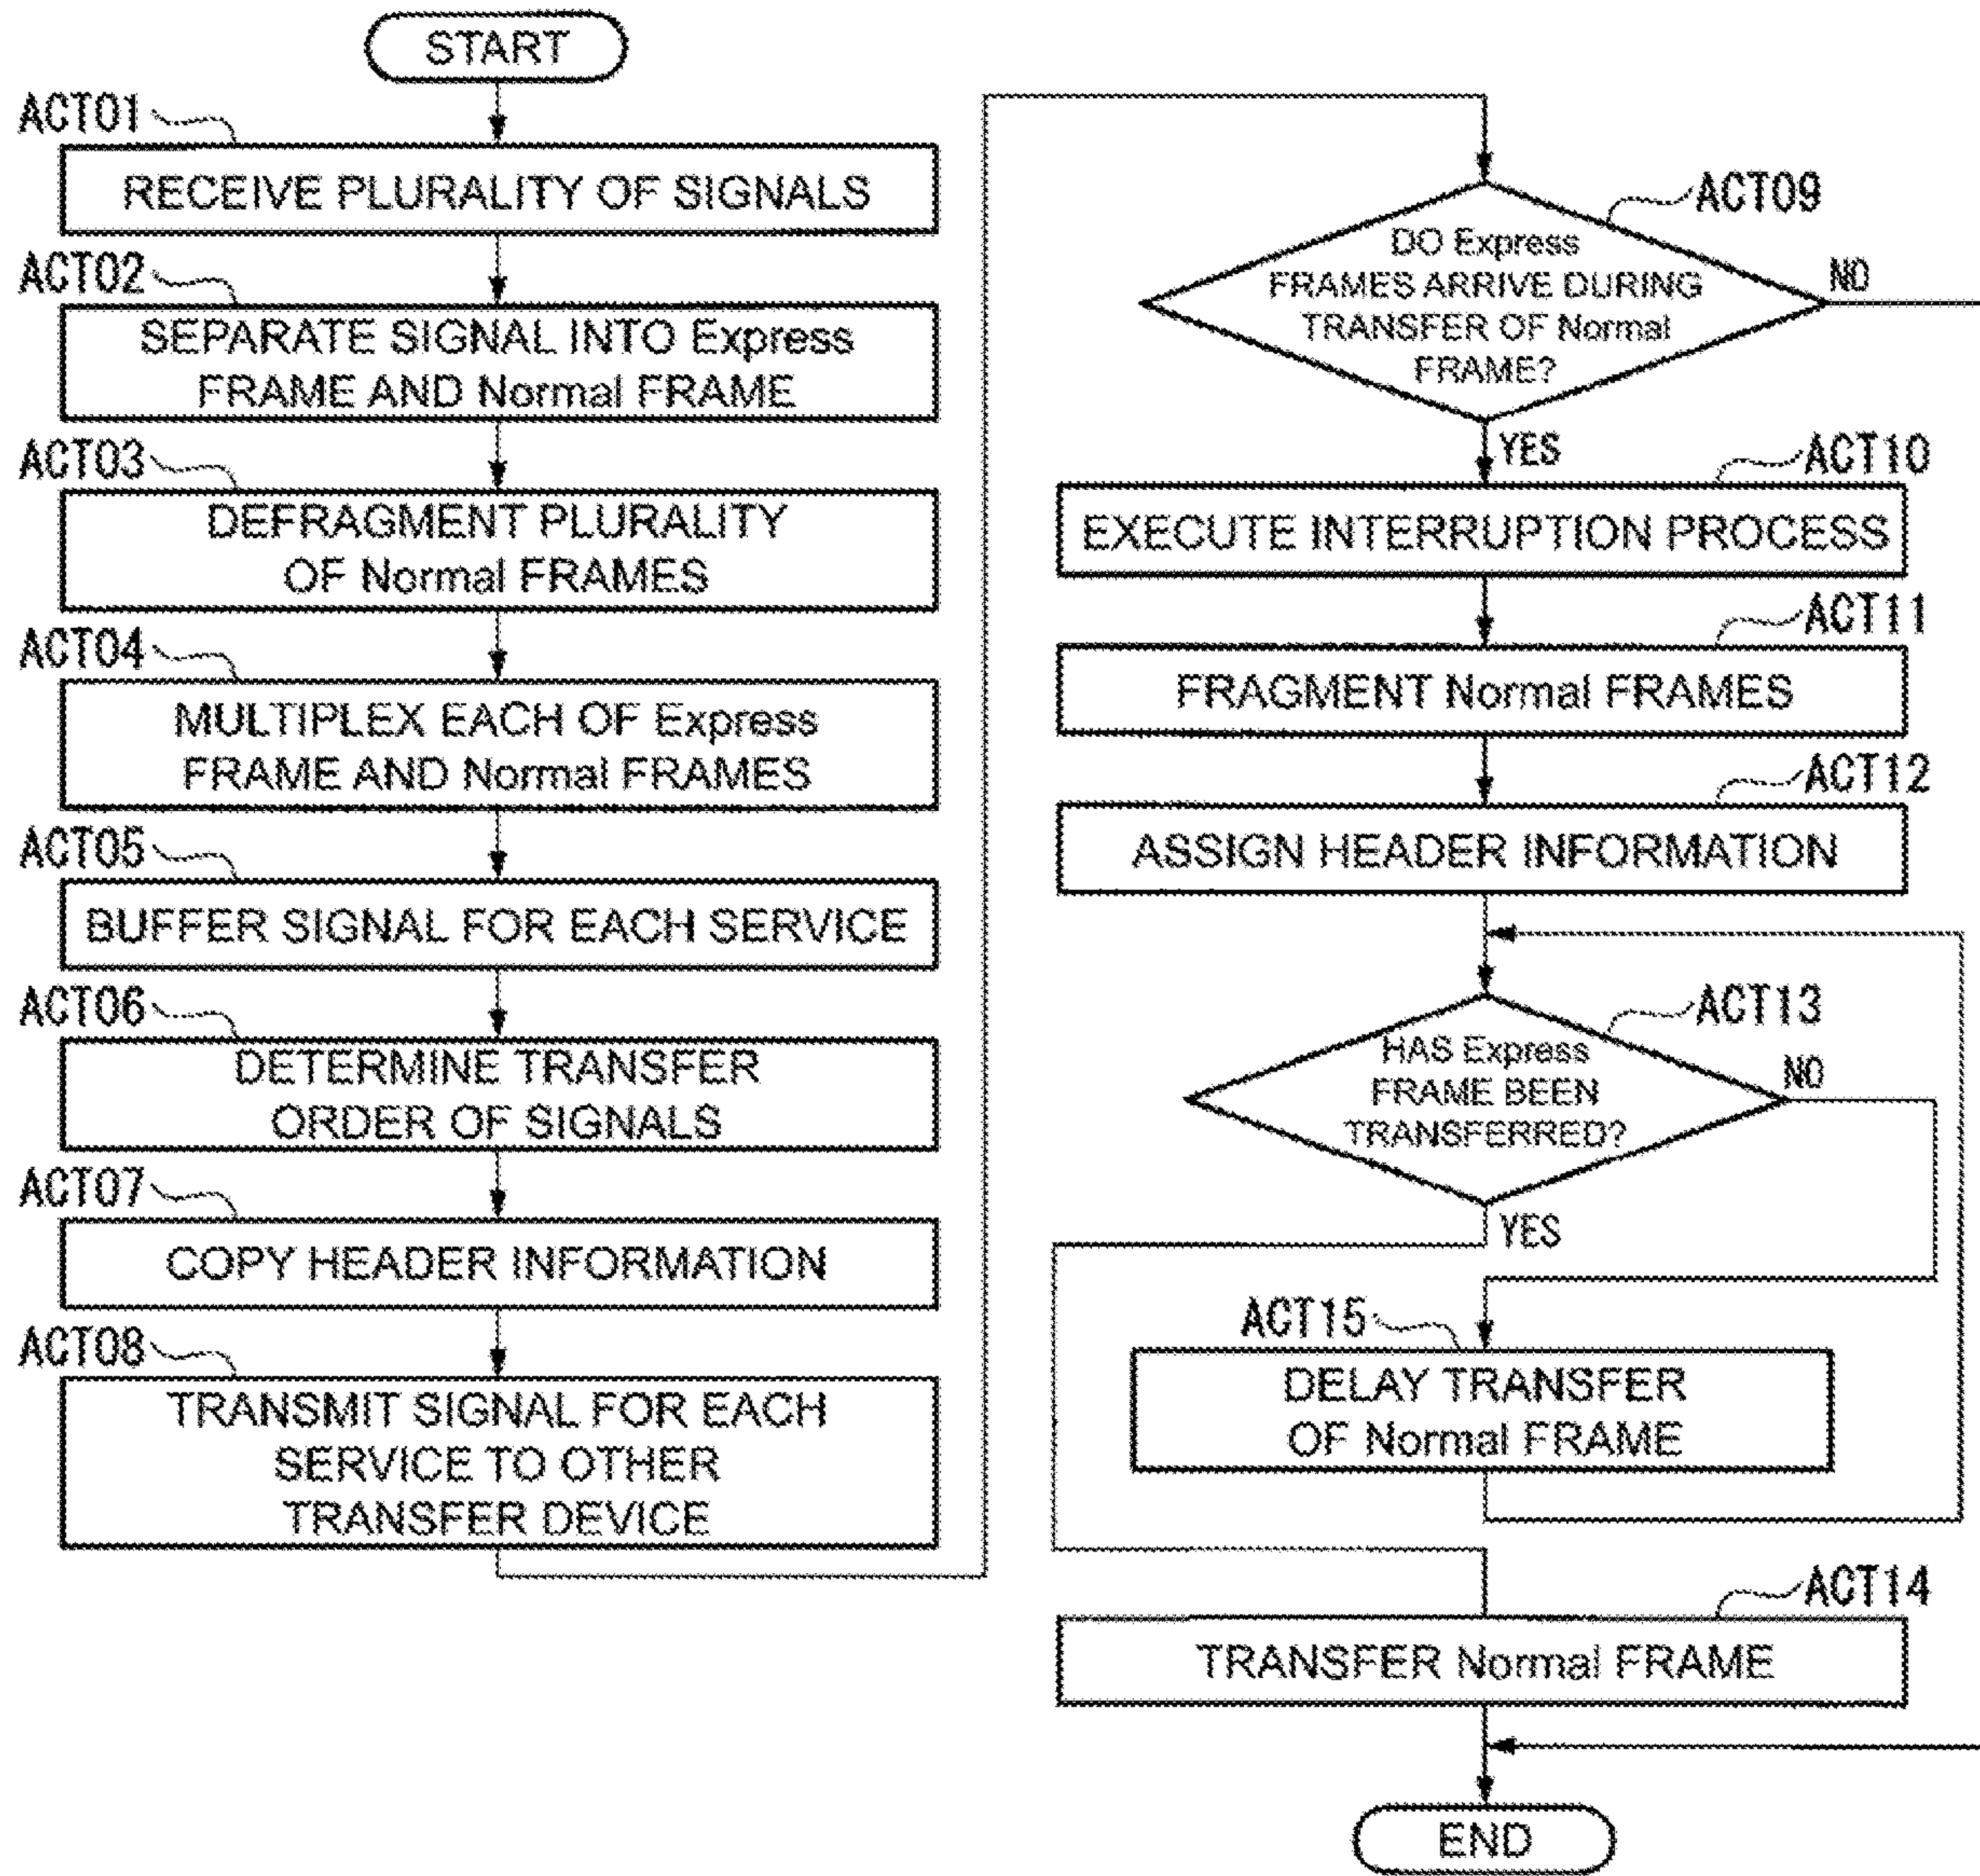 START
ACT01
RECEIVE PLURALITY OF SIGNALS
ACT02
SEPARATE SIGNAL INTO Express
FRAME AND Normal FRAME
ACT03
DEFRAGMENT PLURALITY
OF Normal FRAMES
ACT04
MULTIPLEX EACH OF Express
FRAME AND Normal FRAMES
ACT05
BUFFER SIGNAL FOR EACH SERVICE
ACT06
DETERMINE TRANSFER
ORDER OF SIGNALS
ACT07
COPY HEADER INFORMATION
ACT08
TRANSMIT SIGNAL FOR EACH
SERVICE TO OTHER
TRANSFER DEVICE
ACT09
DO Express
FRAMES ARRIVE DURING
TRANSFER OF Normal
FRAME?
NO
YES
ACT10
EXECUTE INTERRUPTION PROCESS
ACT11
FRAGMENT Normal FRAMES
ACT12
ASSIGN HEADER INFORMATION
ACT13
HAS Express
FRAME BEEN
TRANSFERRED?
NO
YES
ACT15
DELAY TRANSFER
OF Normal FRAME
ACT14
TRANSFER Normal FRAME
END